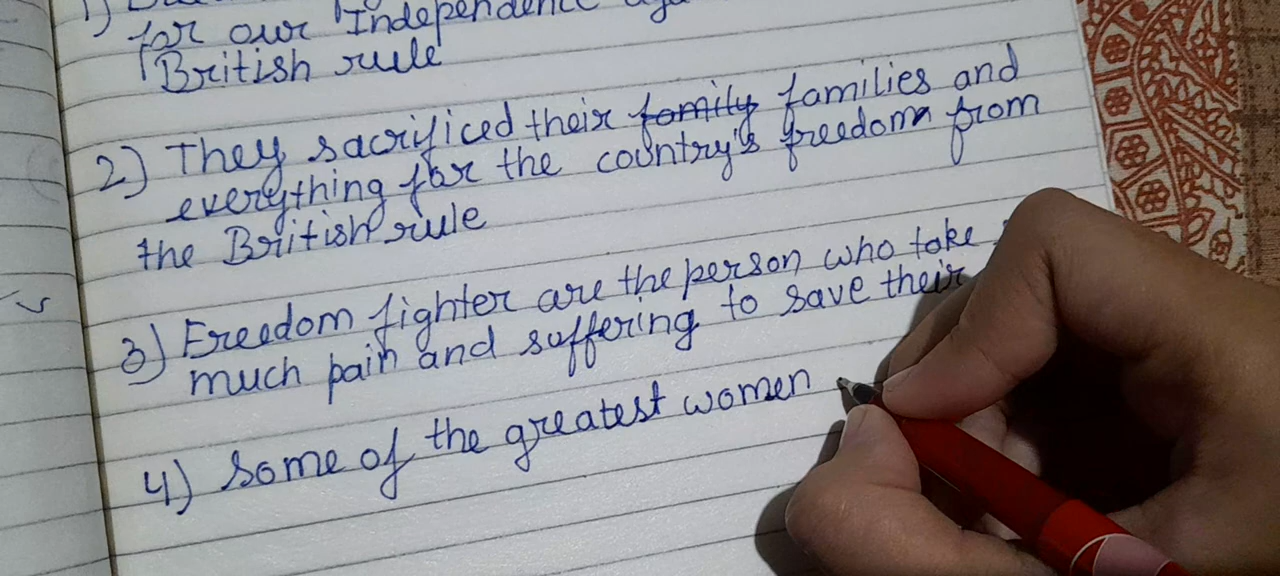 1)
for our Independence
British rule
2) They sacrificed their family families and
everything for the country's freedom from
the British rule
3) Freedom fighter are the person who take
much pain and suffering to save their
4) Some of the greatest women